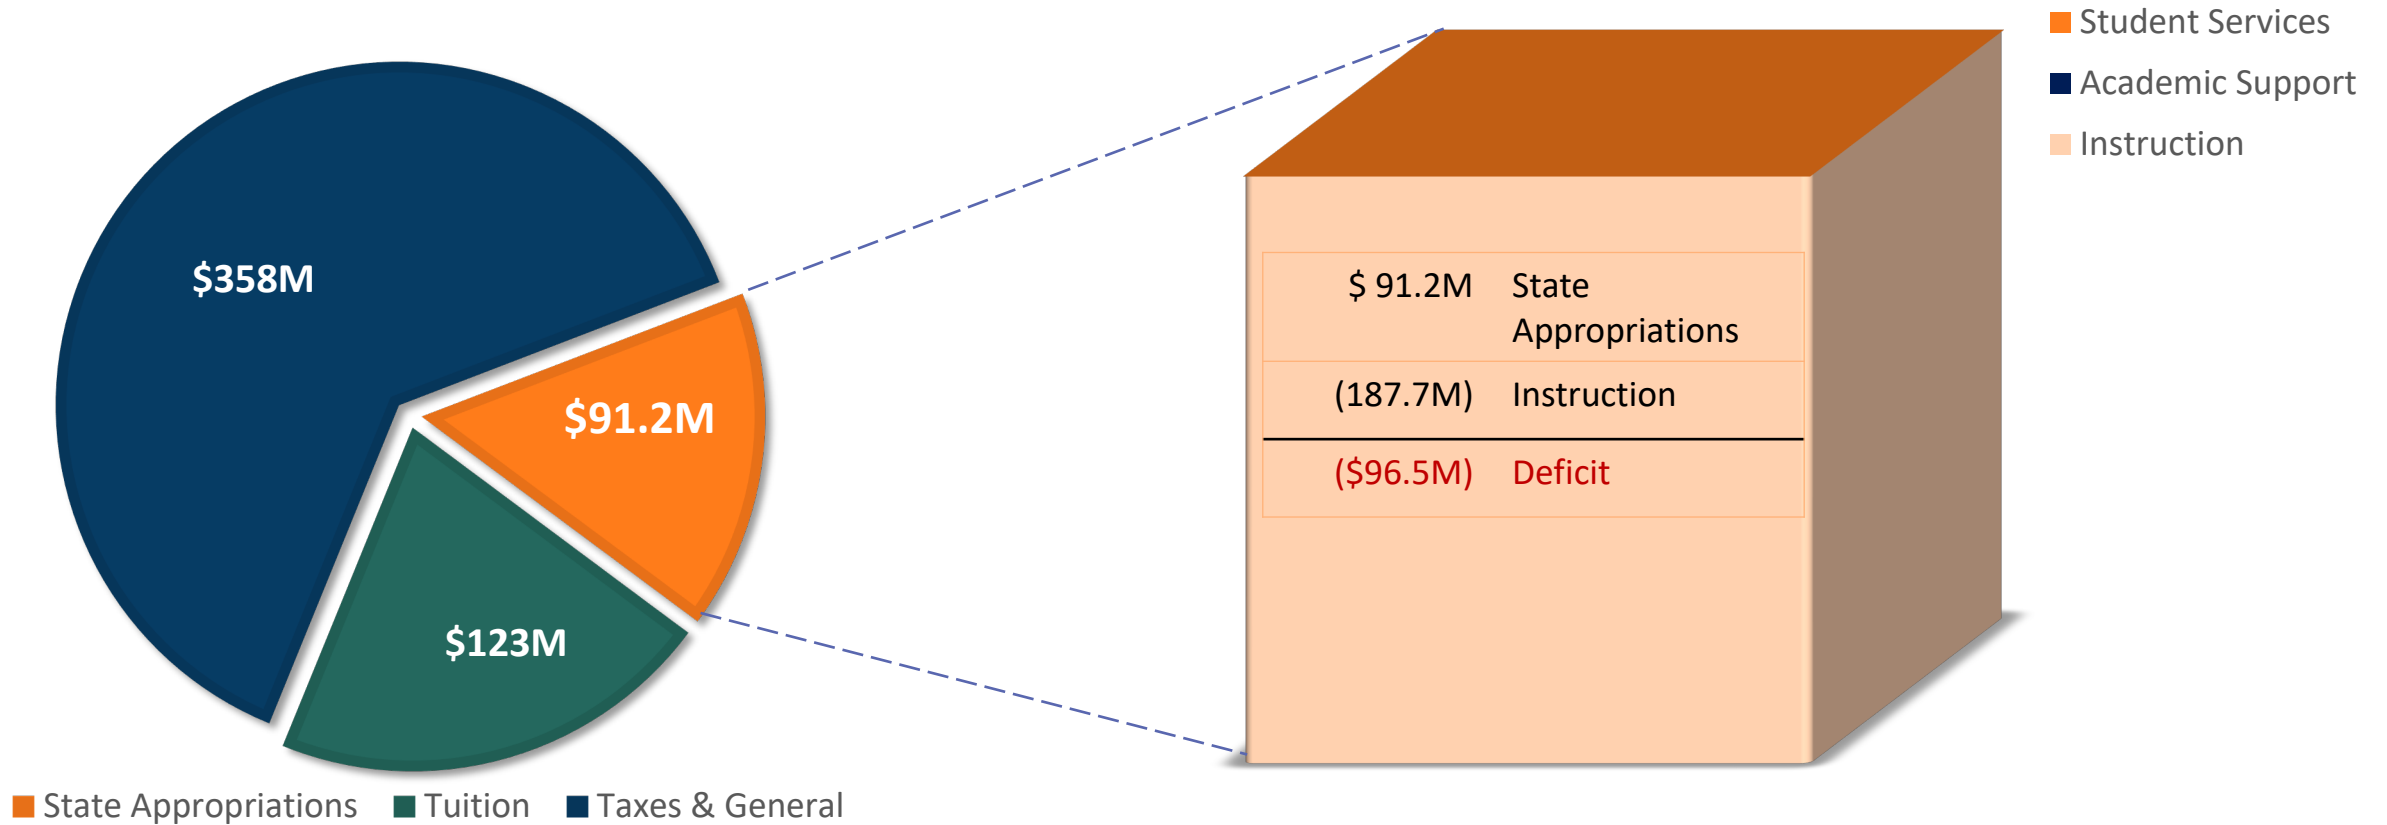 Student Services
Academic Support
Instruction
$358M
$91.2M
$123M
$ 91.2M State
Appropriations
(187.7M) Instruction
($96.5M) Deficit
State Appropriations Tuition Taxes & General